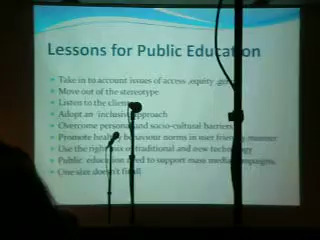 Lessons for Public Education
Take in to account issues of access ,equity ,
Move out of the stereotype
Listen to the client
Adopt an inclusive approach
Overcome personal and socio-cultural barriers
Promote health behaviour norms in user friendly manner
Use the right mix of traditional and new technology
Public education need to support mass media campaigns
One size doesn't fit all